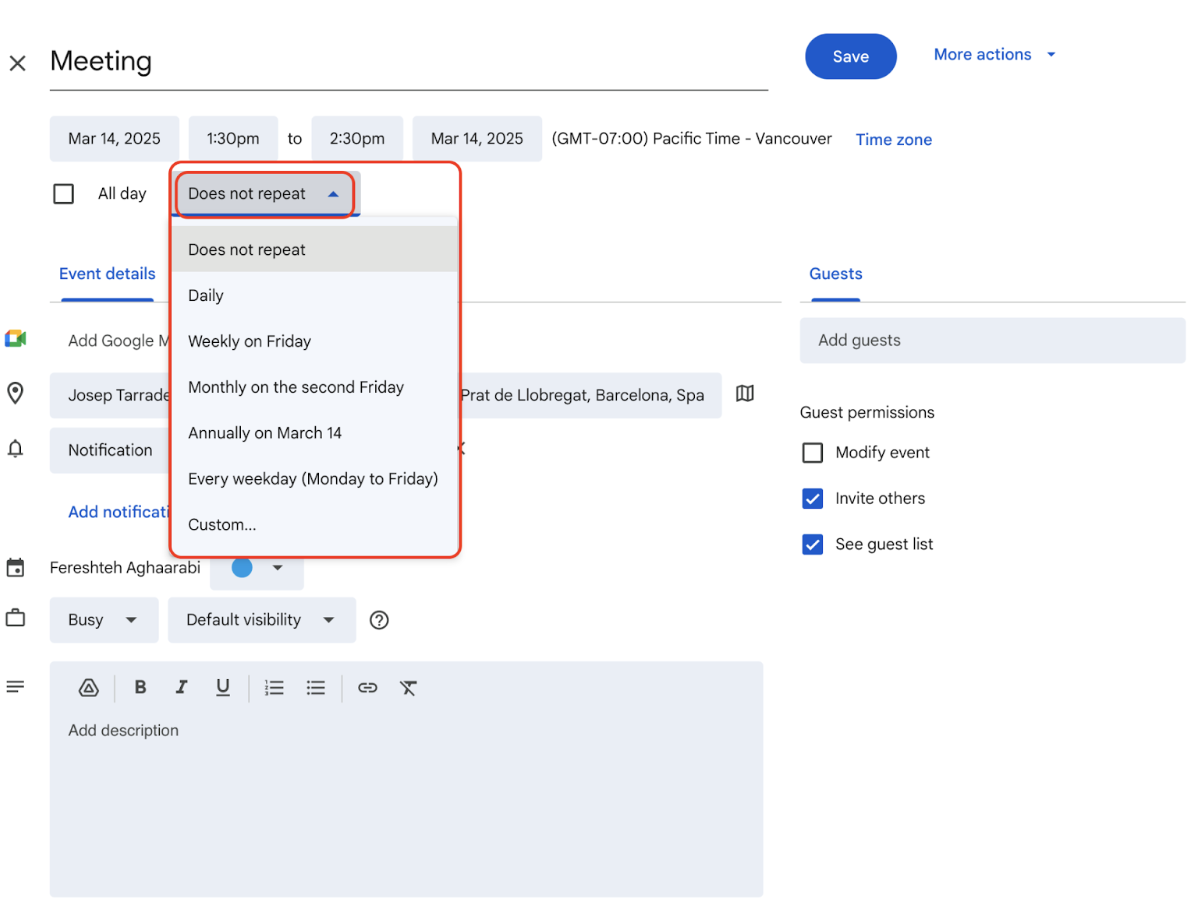 Meeting
Save
More actions
Mar 14, 2025 1:30pm to 2:30pm Mar 14, 2025 (GMT-07:00) Pacific Time - Vancouver Time zone
All day
Does not repeat
Does not repeat
Daily
Weekly on Friday
Monthly on the second Friday
Annually on March 14
Every weekday (Monday to Friday)
Custom...
Event details
Add Google M
Josep Tarrade
Prat de Llobregat, Barcelona, Spa
Notification
Add notificati
Fereshteh Aghaarabi
Busy
Default visibility
B I U
Add description
Guests
Add guests
Guest permissions
Modify event
Invite others
See guest list